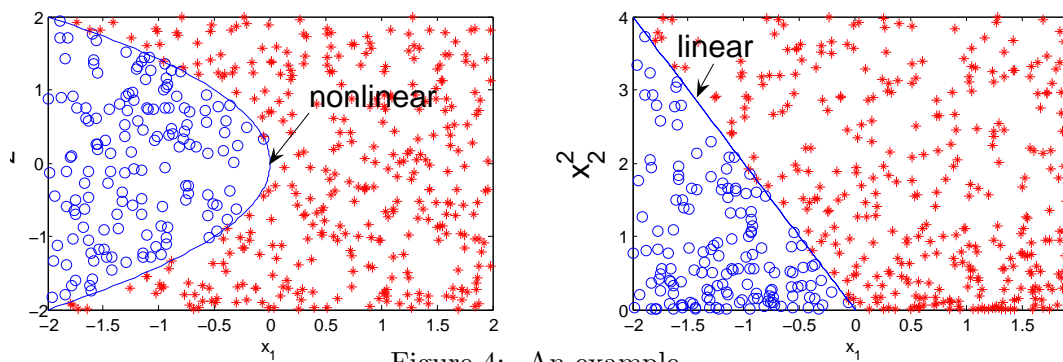 2
1
0
−1
−2
−2 −1.5 −1 −0.5 0 0.5 1 1.5 2
x₁
2
nonlinear
4
3
2
1
0
−2 −1.5 −1 −0.5 0 0.5 1 1.5
x₁
x₂²
linear
Figure 4: An example